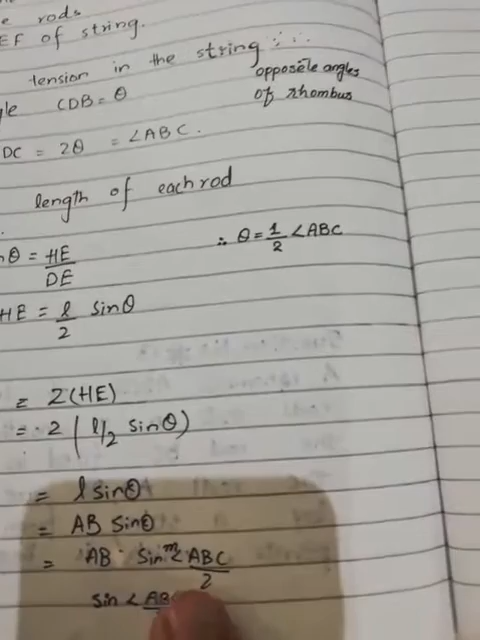 rods
EF of string.
tension in the string ∵
CDB = θ
opposite angles
of rhombus
DC = 2θ = ∠ABC.
length of each rod
θ = HE/DE
∴ θ = 1/2 ∠ABC
HE = l/2 sinθ
= 2(HE)
= 2 ( l/2 sinθ)
= l sinθ
= AB sinθ
= AB · sin ∠ABC/2
sin ∠